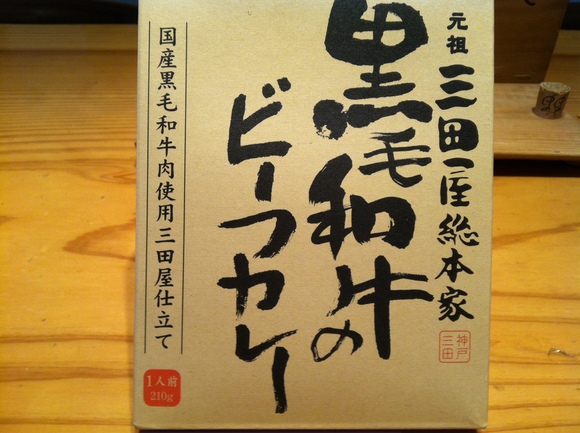 元祖 三田屋総本家
神戸
三田
黒毛和牛の
ビーフカレー
国産黒毛和牛肉使用三田屋仕立て
1人前
210g